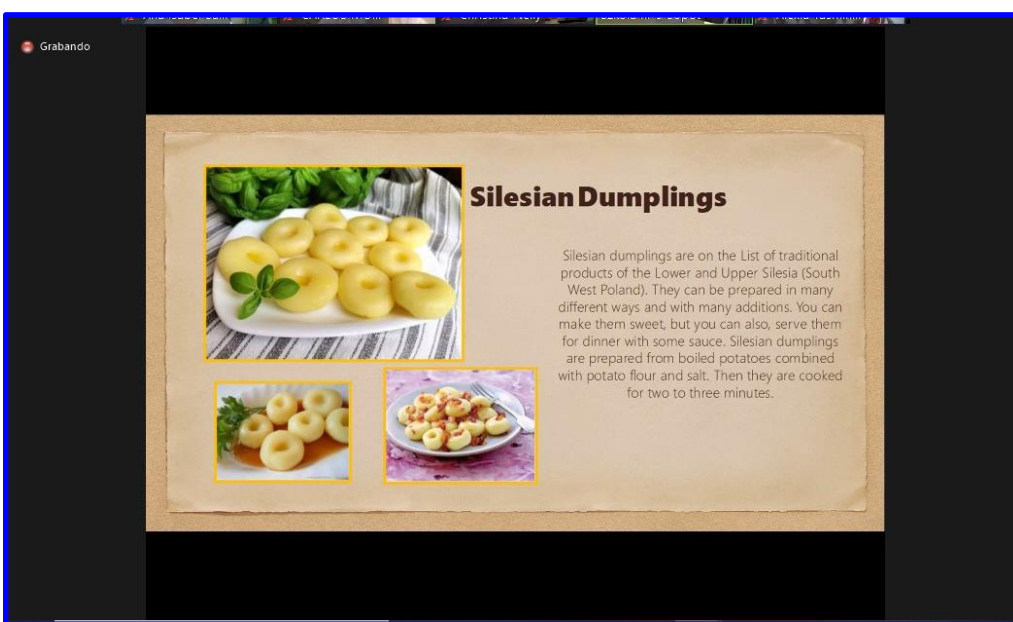 Grabando
Silesian Dumplings
Silesian dumplings are on the List of traditional
products of the Lower and Upper Silesia (South
West Poland). They can be prepared in many
different ways and with many additions. You can
make them sweet, but you can also, serve them
for dinner with some sauce. Silesian dumplings
are prepared from boiled potatoes combined
with potato flour and salt. Then they are cooked
for two to three minutes.